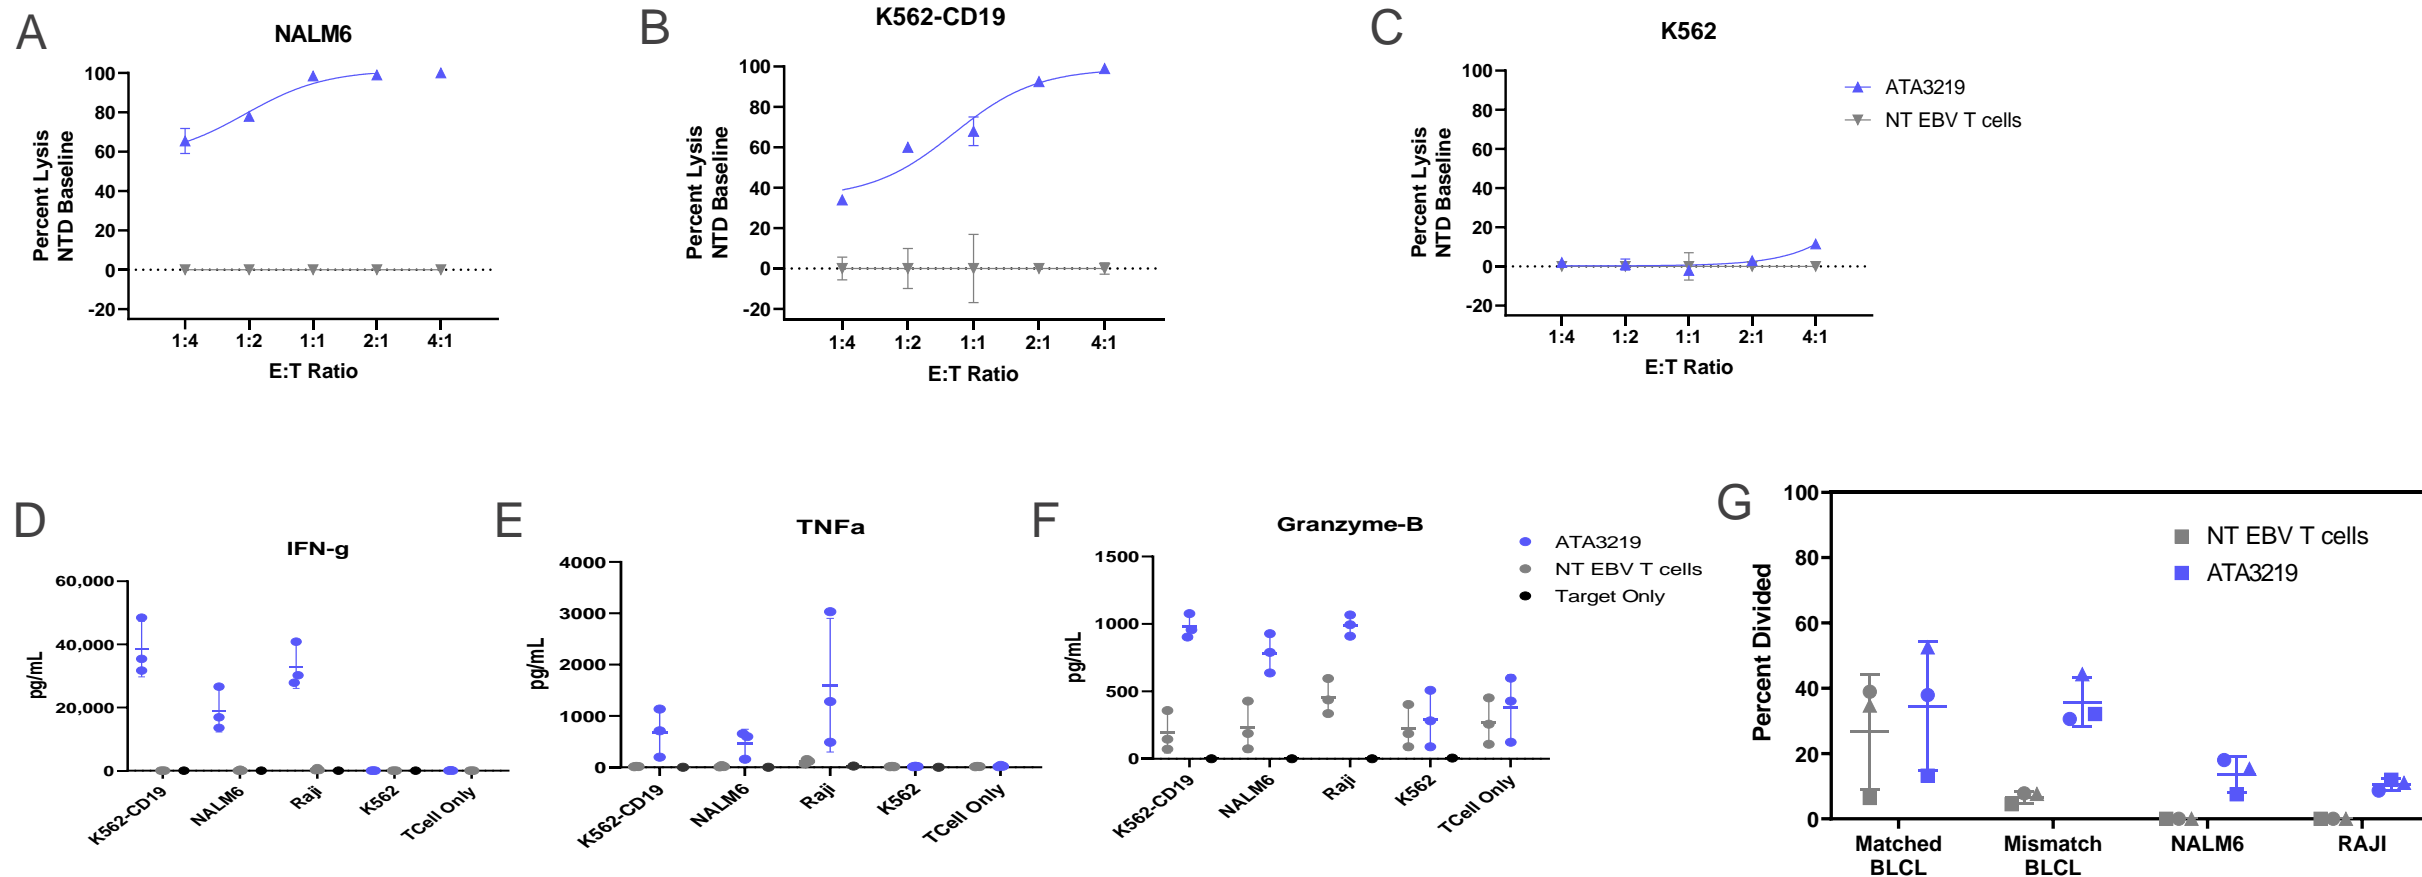 A
NALM6
100
80
60
40
20
0
-20
Percent Lysis
NTD Baseline
1:4 1:2 1:1 2:1 4:1
E:T Ratio
B
K562-CD19
100
80
60
40
20
0
-20
Percent Lysis
NTD Baseline
1:4 1:2 1:1 2:1 4:1
E:T Ratio
C
K562
100
80
60
40
20
0
-20
Percent Lysis
NTD Baseline
1:4 1:2 1:1 2:1 4:1
E:T Ratio
ATA3219
NT EBV T cells
D
IFN-g
60,000
40,000
20,000
0
pg/mL
K562-CD19
NALM6
Raji
K562
TCell Only
E
TNFa
4000
3000
2000
1000
0
pg/mL
K562-CD19
NALM6
Raji
K562
TCell Only
F
Granzyme-B
1500
1000
500
0
pg/mL
K562-CD19
NALM6
Raji
K562
TCell Only
ATA3219
NT EBV T cells
Target Only
G
100
80
60
40
20
0
Percent Divided
NT EBV T cells
ATA3219
Matched
BLCL
Mismatch
BLCL
NALM6
RAJI